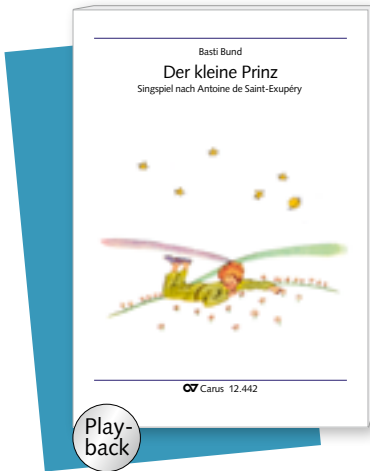 Basti Bund
Der kleine Prinz
Singspiel nach Antoine de Saint-Exupéry
Carus 12.442
Play-
back